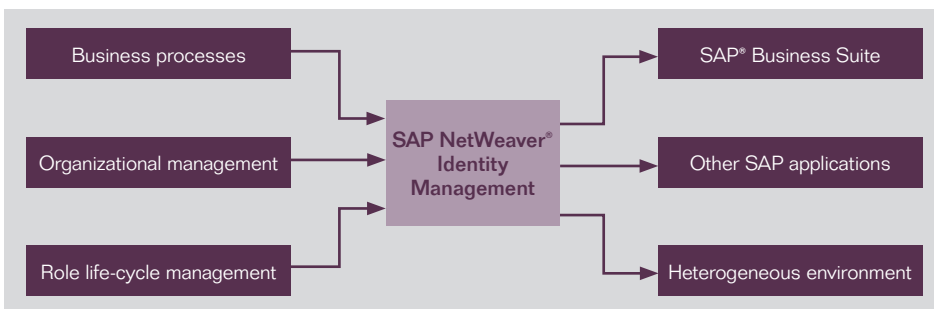 Business processes
Organizational management
Role life-cycle management
SAP NetWeaver®
Identity
Management
SAP® Business Suite
Other SAP applications
Heterogeneous environment